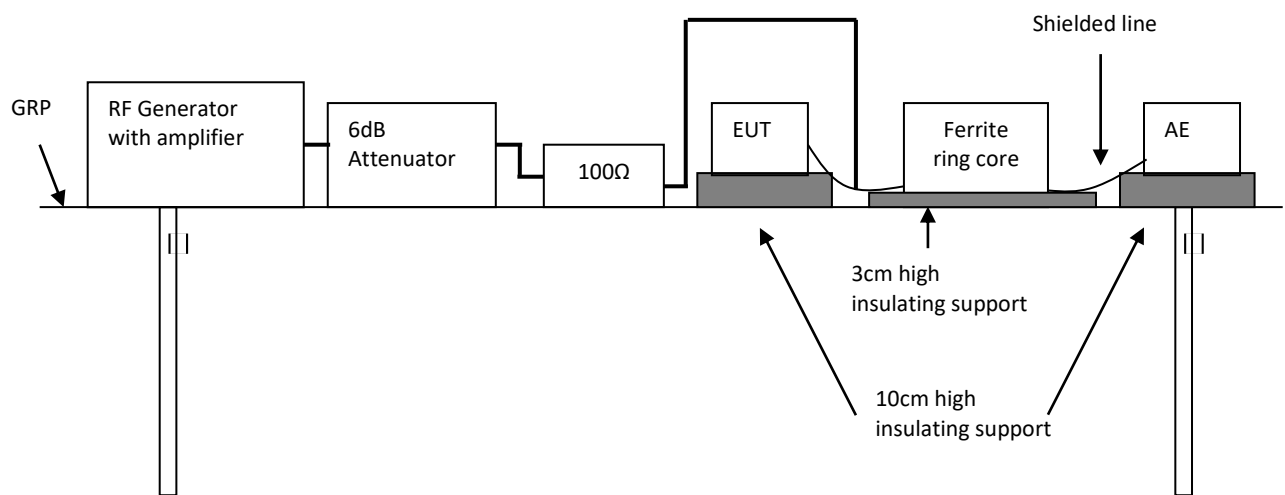 Shielded line
GRP
RF Generator
with amplifier
6dB
Attenuator
100Ω
EUT
Ferrite
ring core
AE
3cm high
insulating support
10cm high
insulating support